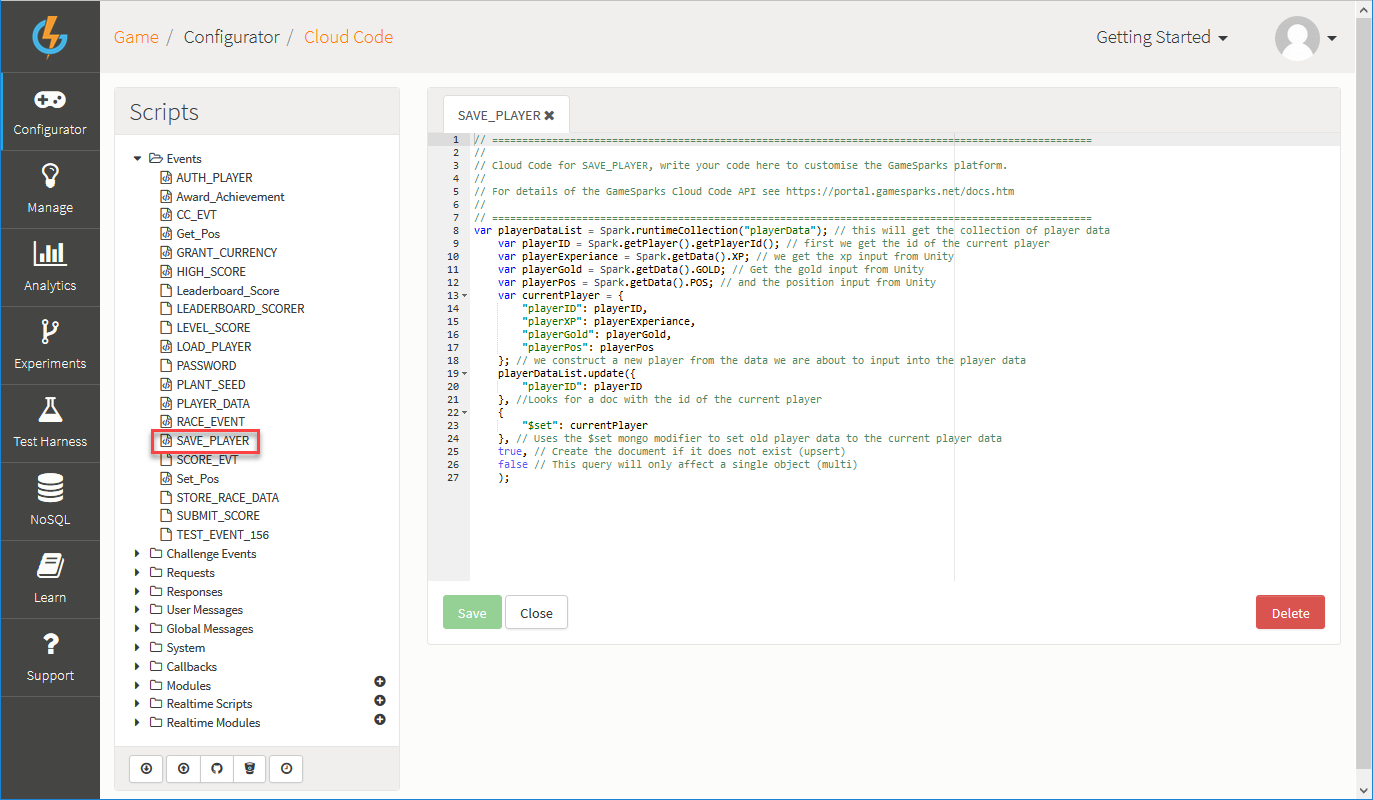 Game / Configurator / Cloud Code
Getting Started
Configurator
Manage
Analytics
Experiments
Test Harness
NoSQL
Learn
Support
Scripts
Events
AUTH_PLAYER
Award_Achievement
CC_EVT
Get_Pos
GRANT_CURRENCY
HIGH_SCORE
Leaderboard_Score
LEADERBOARD_SCORER
LEVEL_SCORE
LOAD_PLAYER
PASSWORD
PLANT_SEED
PLAYER_DATA
RACE_EVENT
SAVE_PLAYER
SCORE_EVT
Set_Pos
STORE_RACE_DATA
SUBMIT_SCORE
TEST_EVENT_156
Challenge Events
Requests
Responses
User Messages
Global Messages
System
Callbacks
Modules
Realtime Scripts
Realtime Modules
SAVE_PLAYER ✖
1 // ====================================================================================================
2 //
3 // Cloud Code for SAVE_PLAYER, write your code here to customise the GameSparks platform.
4 //
5 // For details of the GameSparks Cloud Code API see https://portal.gamesparks.net/docs.htm
6 //
7 // ====================================================================================================
8 var playerDataList = Spark.runtimeCollection("playerData"); // this will get the collection of player data
9 var playerID = Spark.getPlayer().getPlayerId(); // first we get the id of the current player
10 var playerExperiance = Spark.getData().XP; // we get the xp input from Unity
11 var playerGold = Spark.getData().GOLD; // Get the gold input from Unity
12 var playerPos = Spark.getData().POS; // and the position input from Unity
13 var currentPlayer = {
14 "playerID": playerID,
15 "playerXP": playerExperiance,
16 "playerGold": playerGold,
17 "playerPos": playerPos
18 }; // we construct a new player from the data we are about to input into the player data
19 playerDataList.update({
20 "playerID": playerID
21 }, //Looks for a doc with the id of the current player
22 {
23 "$set": currentPlayer
24 }, // Uses the $set mongo modifier to set old player data to the current player data
25 true, // Create the document if it does not exist (upsert)
26 false // This query will only affect a single object (multi)
27 );
Save
Close
Delete